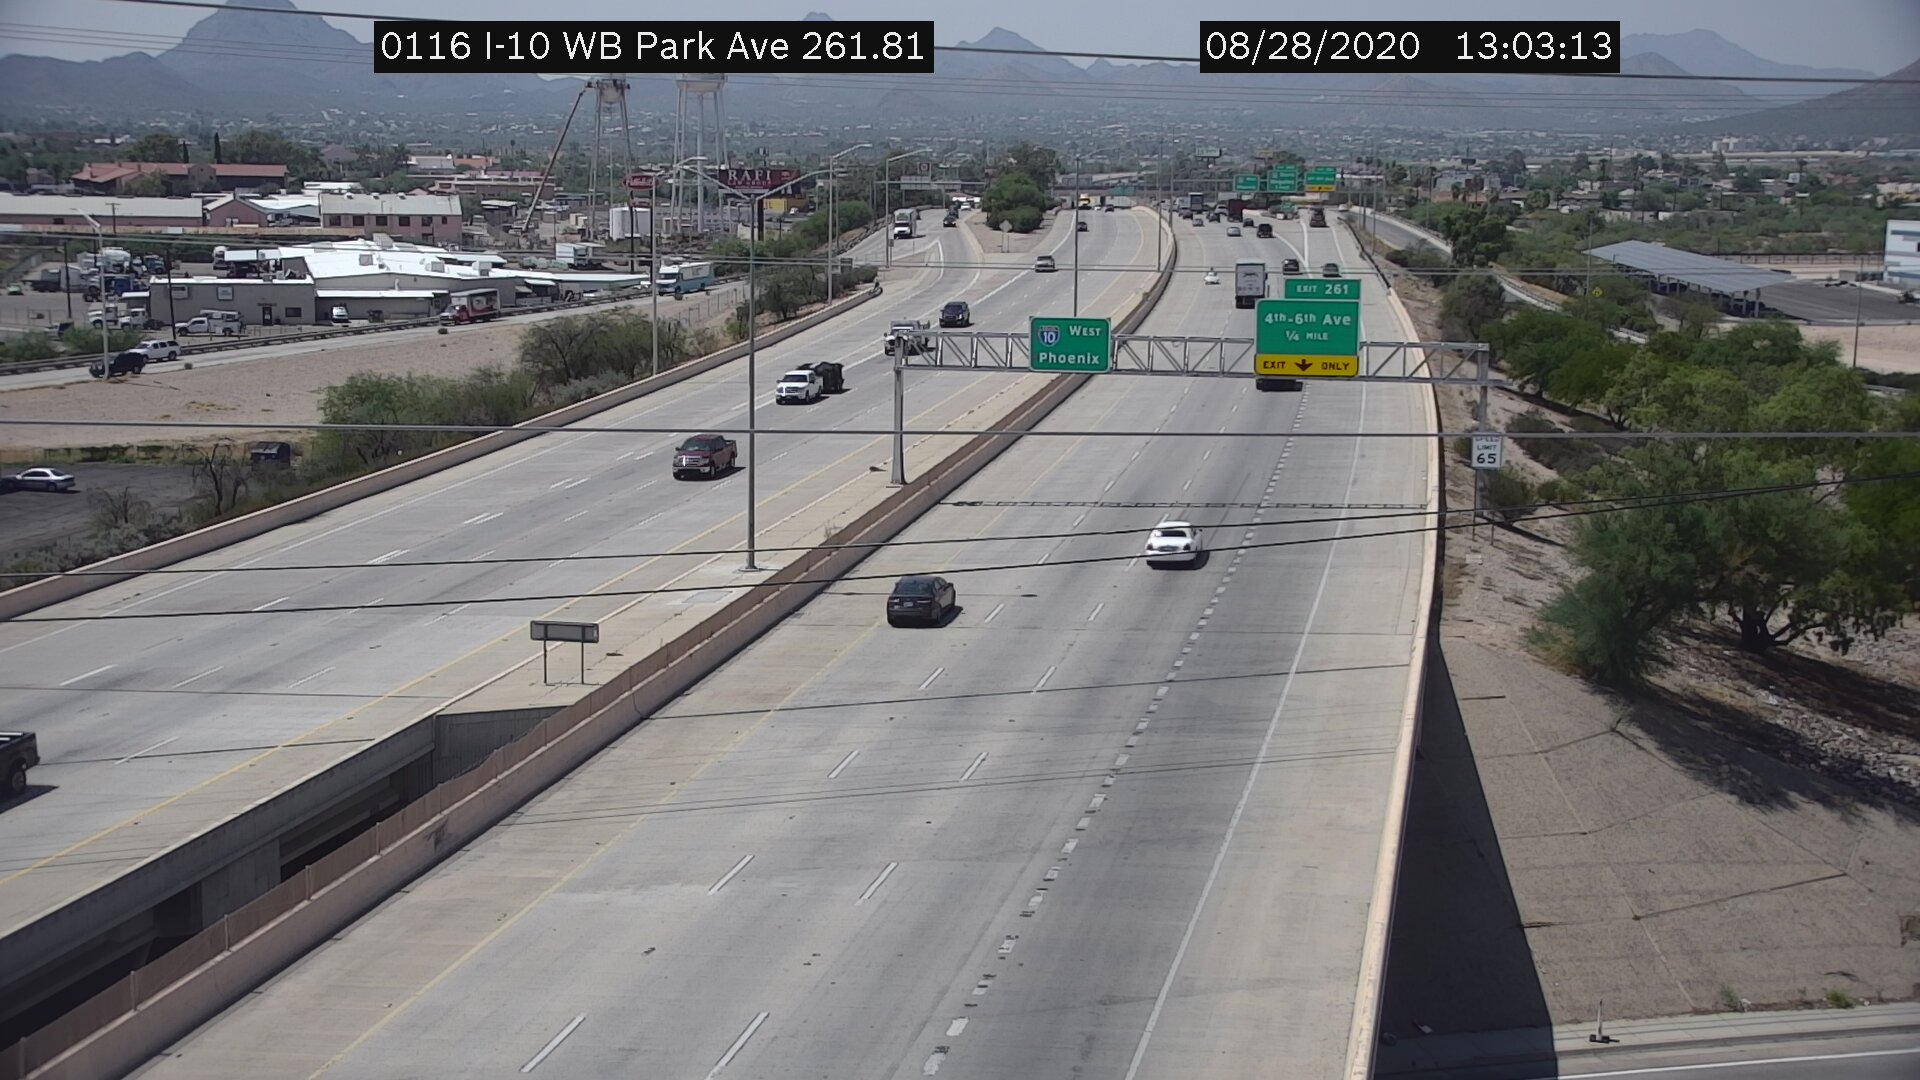 0116 I-10 WB Park Ave 261.81
08/28/2020 13:03:13
RAFI
EXIT 261
WEST
10
Phoenix
4th-6th Ave
1/4 MILE
EXIT ONLY
SPEED
LIMIT
65